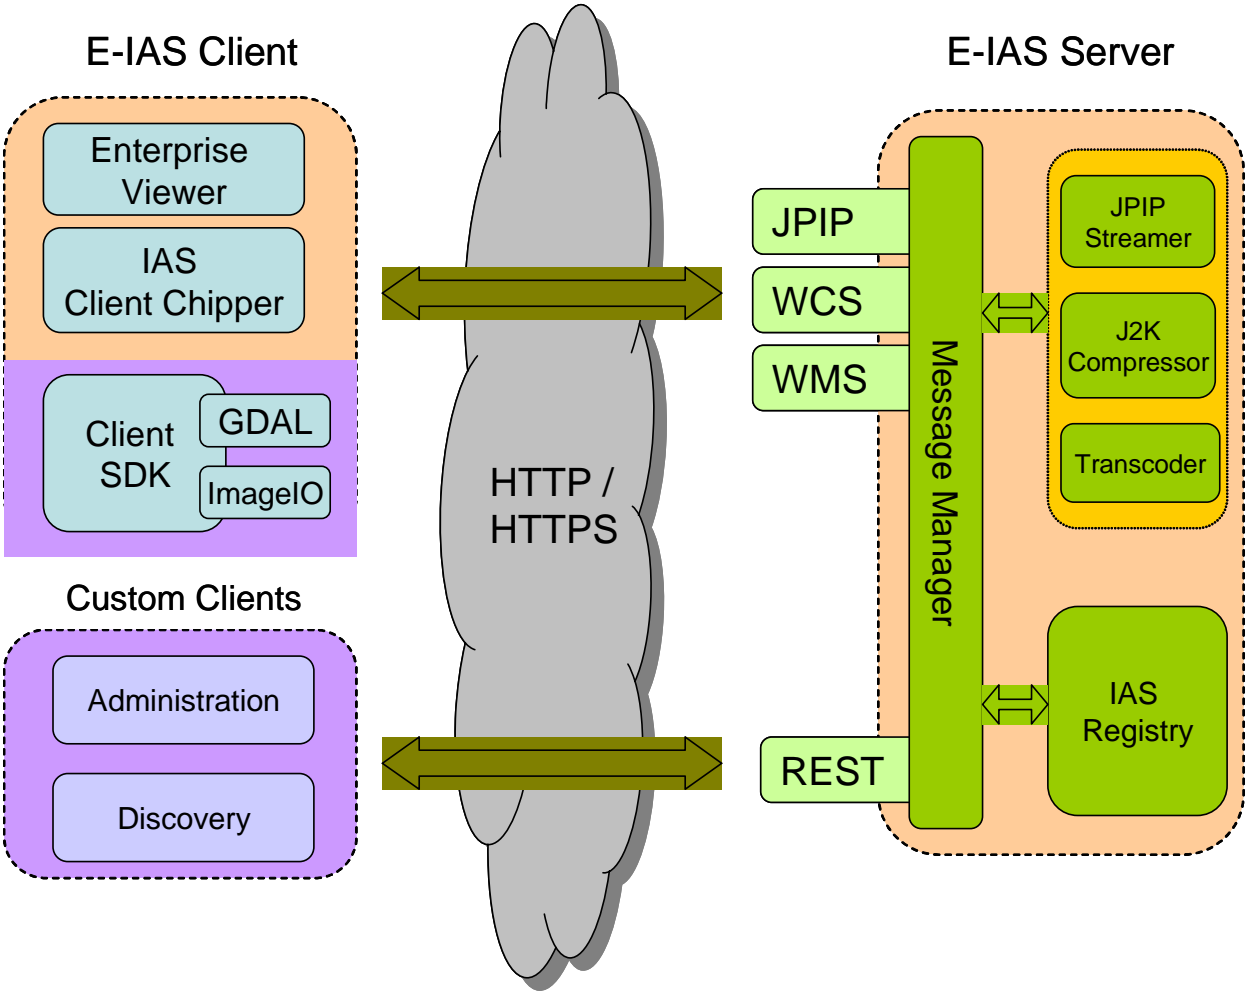 E-IAS Client
Enterprise
Viewer
IAS
Client Chipper
Client
SDK
GDAL
ImageIO
Custom Clients
Administration
Discovery
HTTP /
HTTPS
E-IAS Server
JPIP
WCS
WMS
REST
Message Manager
JPIP
Streamer
J2K
Compressor
Transcoder
IAS
Registry